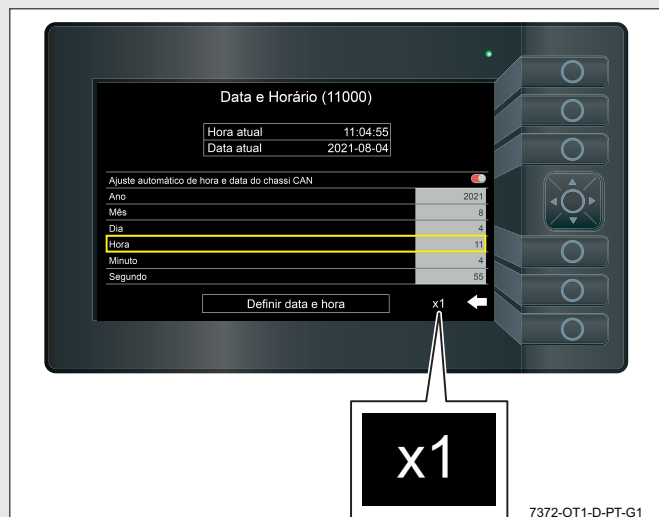 Data e Horário (11000)
Hora atual 11:04:55
Data atual 2021-08-04
Ajuste automático de hora e data do chassi CAN
Ano 2021
Mês 8
Dia 4
Hora 11
Minuto 4
Segundo 55
Definir data e hora x1
x1
7372-OT1-D-PT-G1